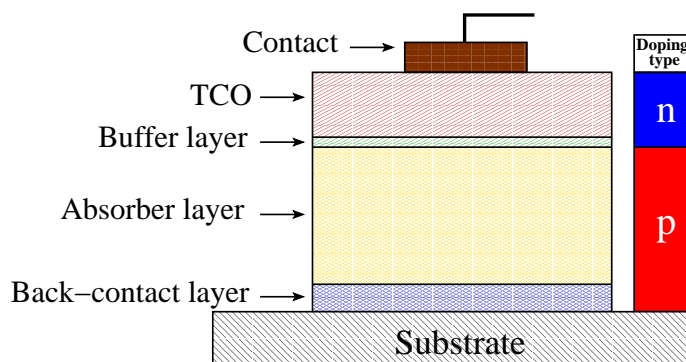 Contact
Doping
type
TCO
n
Buffer layer
Absorber layer
p
Back−contact layer
Substrate